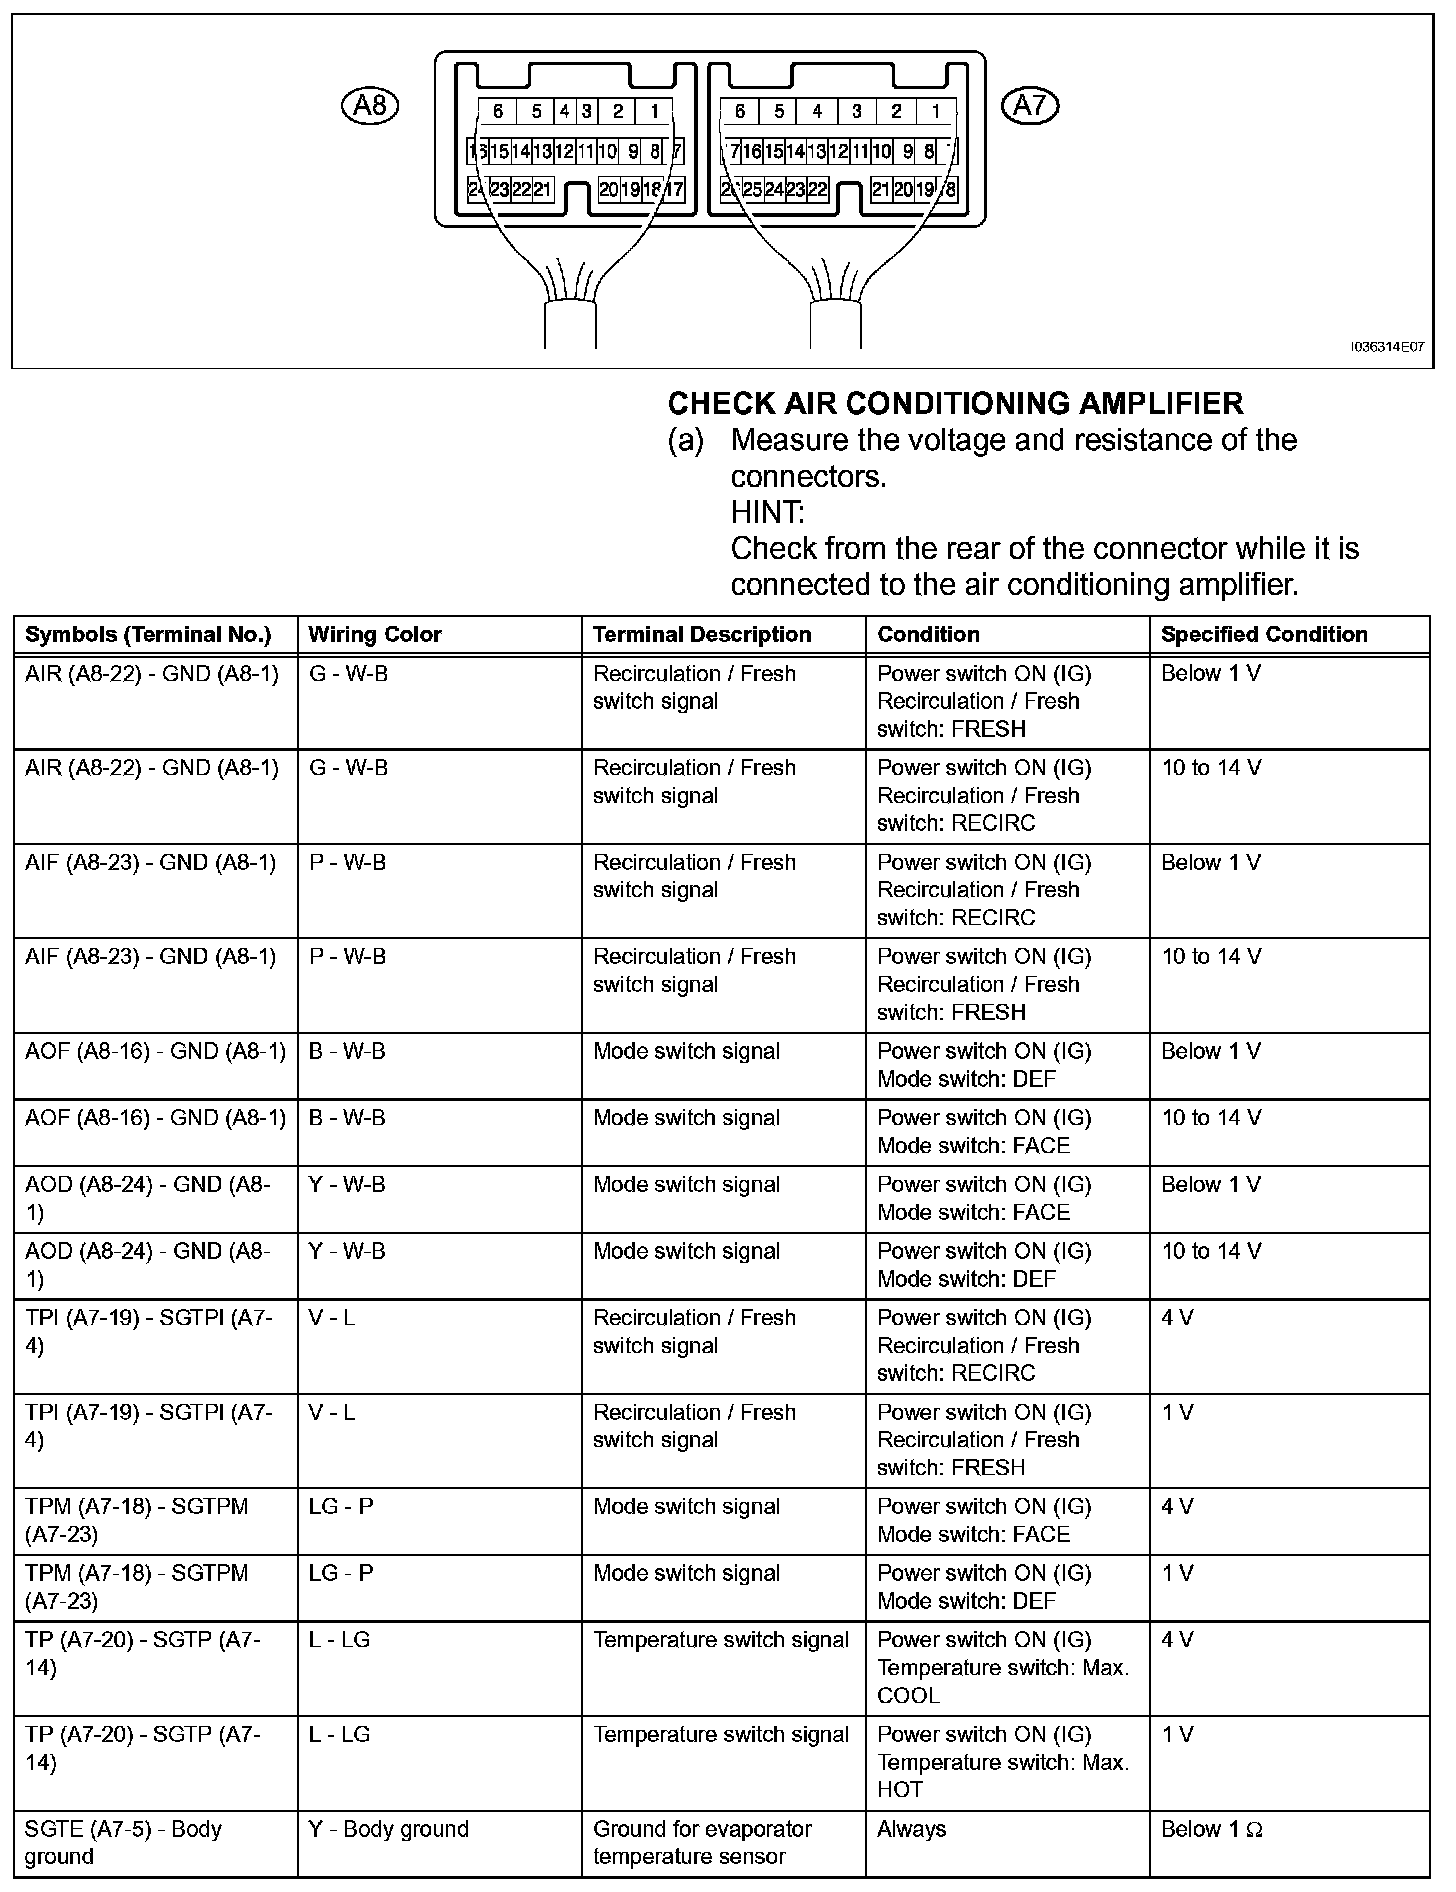 A8
A7
6 5 4 3 2 1
6 5 4 3 2 1
16 15 14 13 12 11 10 9 8 7
17 16 15 14 13 12 11 10 9 8 7
24 23 22 21 20 19 18 17
26 25 24 23 22 21 20 19 18
I036314E07
CHECK AIR CONDITIONING AMPLIFIER
(a) Measure the voltage and resistance of the
connectors.
HINT:
Check from the rear of the connector while it is
connected to the air conditioning amplifier.
Symbols (Terminal No.) Wiring Color Terminal Description Condition Specified Condition
AIR (A8-22) - GND (A8-1) G - W-B Recirculation / Fresh Power switch ON (IG) Below 1 V
switch signal Recirculation / Fresh
switch: FRESH
AIR (A8-22) - GND (A8-1) G - W-B Recirculation / Fresh Power switch ON (IG) 10 to 14 V
switch signal Recirculation / Fresh
switch: RECIRC
AIF (A8-23) - GND (A8-1) P - W-B Recirculation / Fresh Power switch ON (IG) Below 1 V
switch signal Recirculation / Fresh
switch: RECIRC
AIF (A8-23) - GND (A8-1) P - W-B Recirculation / Fresh Power switch ON (IG) 10 to 14 V
switch signal Recirculation / Fresh
switch: FRESH
AOF (A8-16) - GND (A8-1) B - W-B Mode switch signal Power switch ON (IG) Below 1 V
Mode switch: DEF
AOF (A8-16) - GND (A8-1) B - W-B Mode switch signal Power switch ON (IG) 10 to 14 V
Mode switch: FACE
AOD (A8-24) - GND (A8- Y - W-B Mode switch signal Power switch ON (IG) Below 1 V
1) Mode switch: FACE
AOD (A8-24) - GND (A8- Y - W-B Mode switch signal Power switch ON (IG) 10 to 14 V
1) Mode switch: DEF
TPI (A7-19) - SGTPI (A7- V - L Recirculation / Fresh Power switch ON (IG) 4 V
4) switch signal Recirculation / Fresh
switch: RECIRC
TPI (A7-19) - SGTPI (A7- V - L Recirculation / Fresh Power switch ON (IG) 1 V
4) switch signal Recirculation / Fresh
switch: FRESH
TPM (A7-18) - SGTPM LG - P Mode switch signal Power switch ON (IG) 4 V
(A7-23) Mode switch: FACE
TPM (A7-18) - SGTPM LG - P Mode switch signal Power switch ON (IG) 1 V
(A7-23) Mode switch: DEF
TP (A7-20) - SGTP (A7- L - LG Temperature switch signal Power switch ON (IG) 4 V
14) Temperature switch: Max.
COOL
TP (A7-20) - SGTP (A7- L - LG Temperature switch signal Power switch ON (IG) 1 V
14) Temperature switch: Max.
HOT
SGTE (A7-5) - Body Y - Body ground Ground for evaporator Always Below 1 Ω
ground temperature sensor